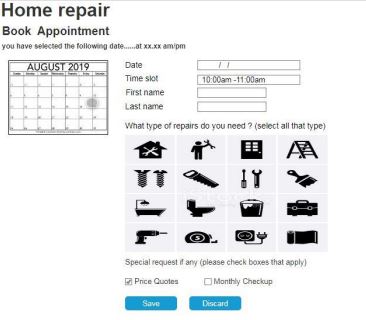 Home repair
Book Appointment
you have selected the following date......at xx.xx am/pm
AUGUST 2019
Date / /
Time slot 10:00am -11:00am
First name
Last name
What type of repairs do you need ? (select all that type)
Special request if any (please check boxes that apply)
Price Quotes Monthly Checkup
Save Discard